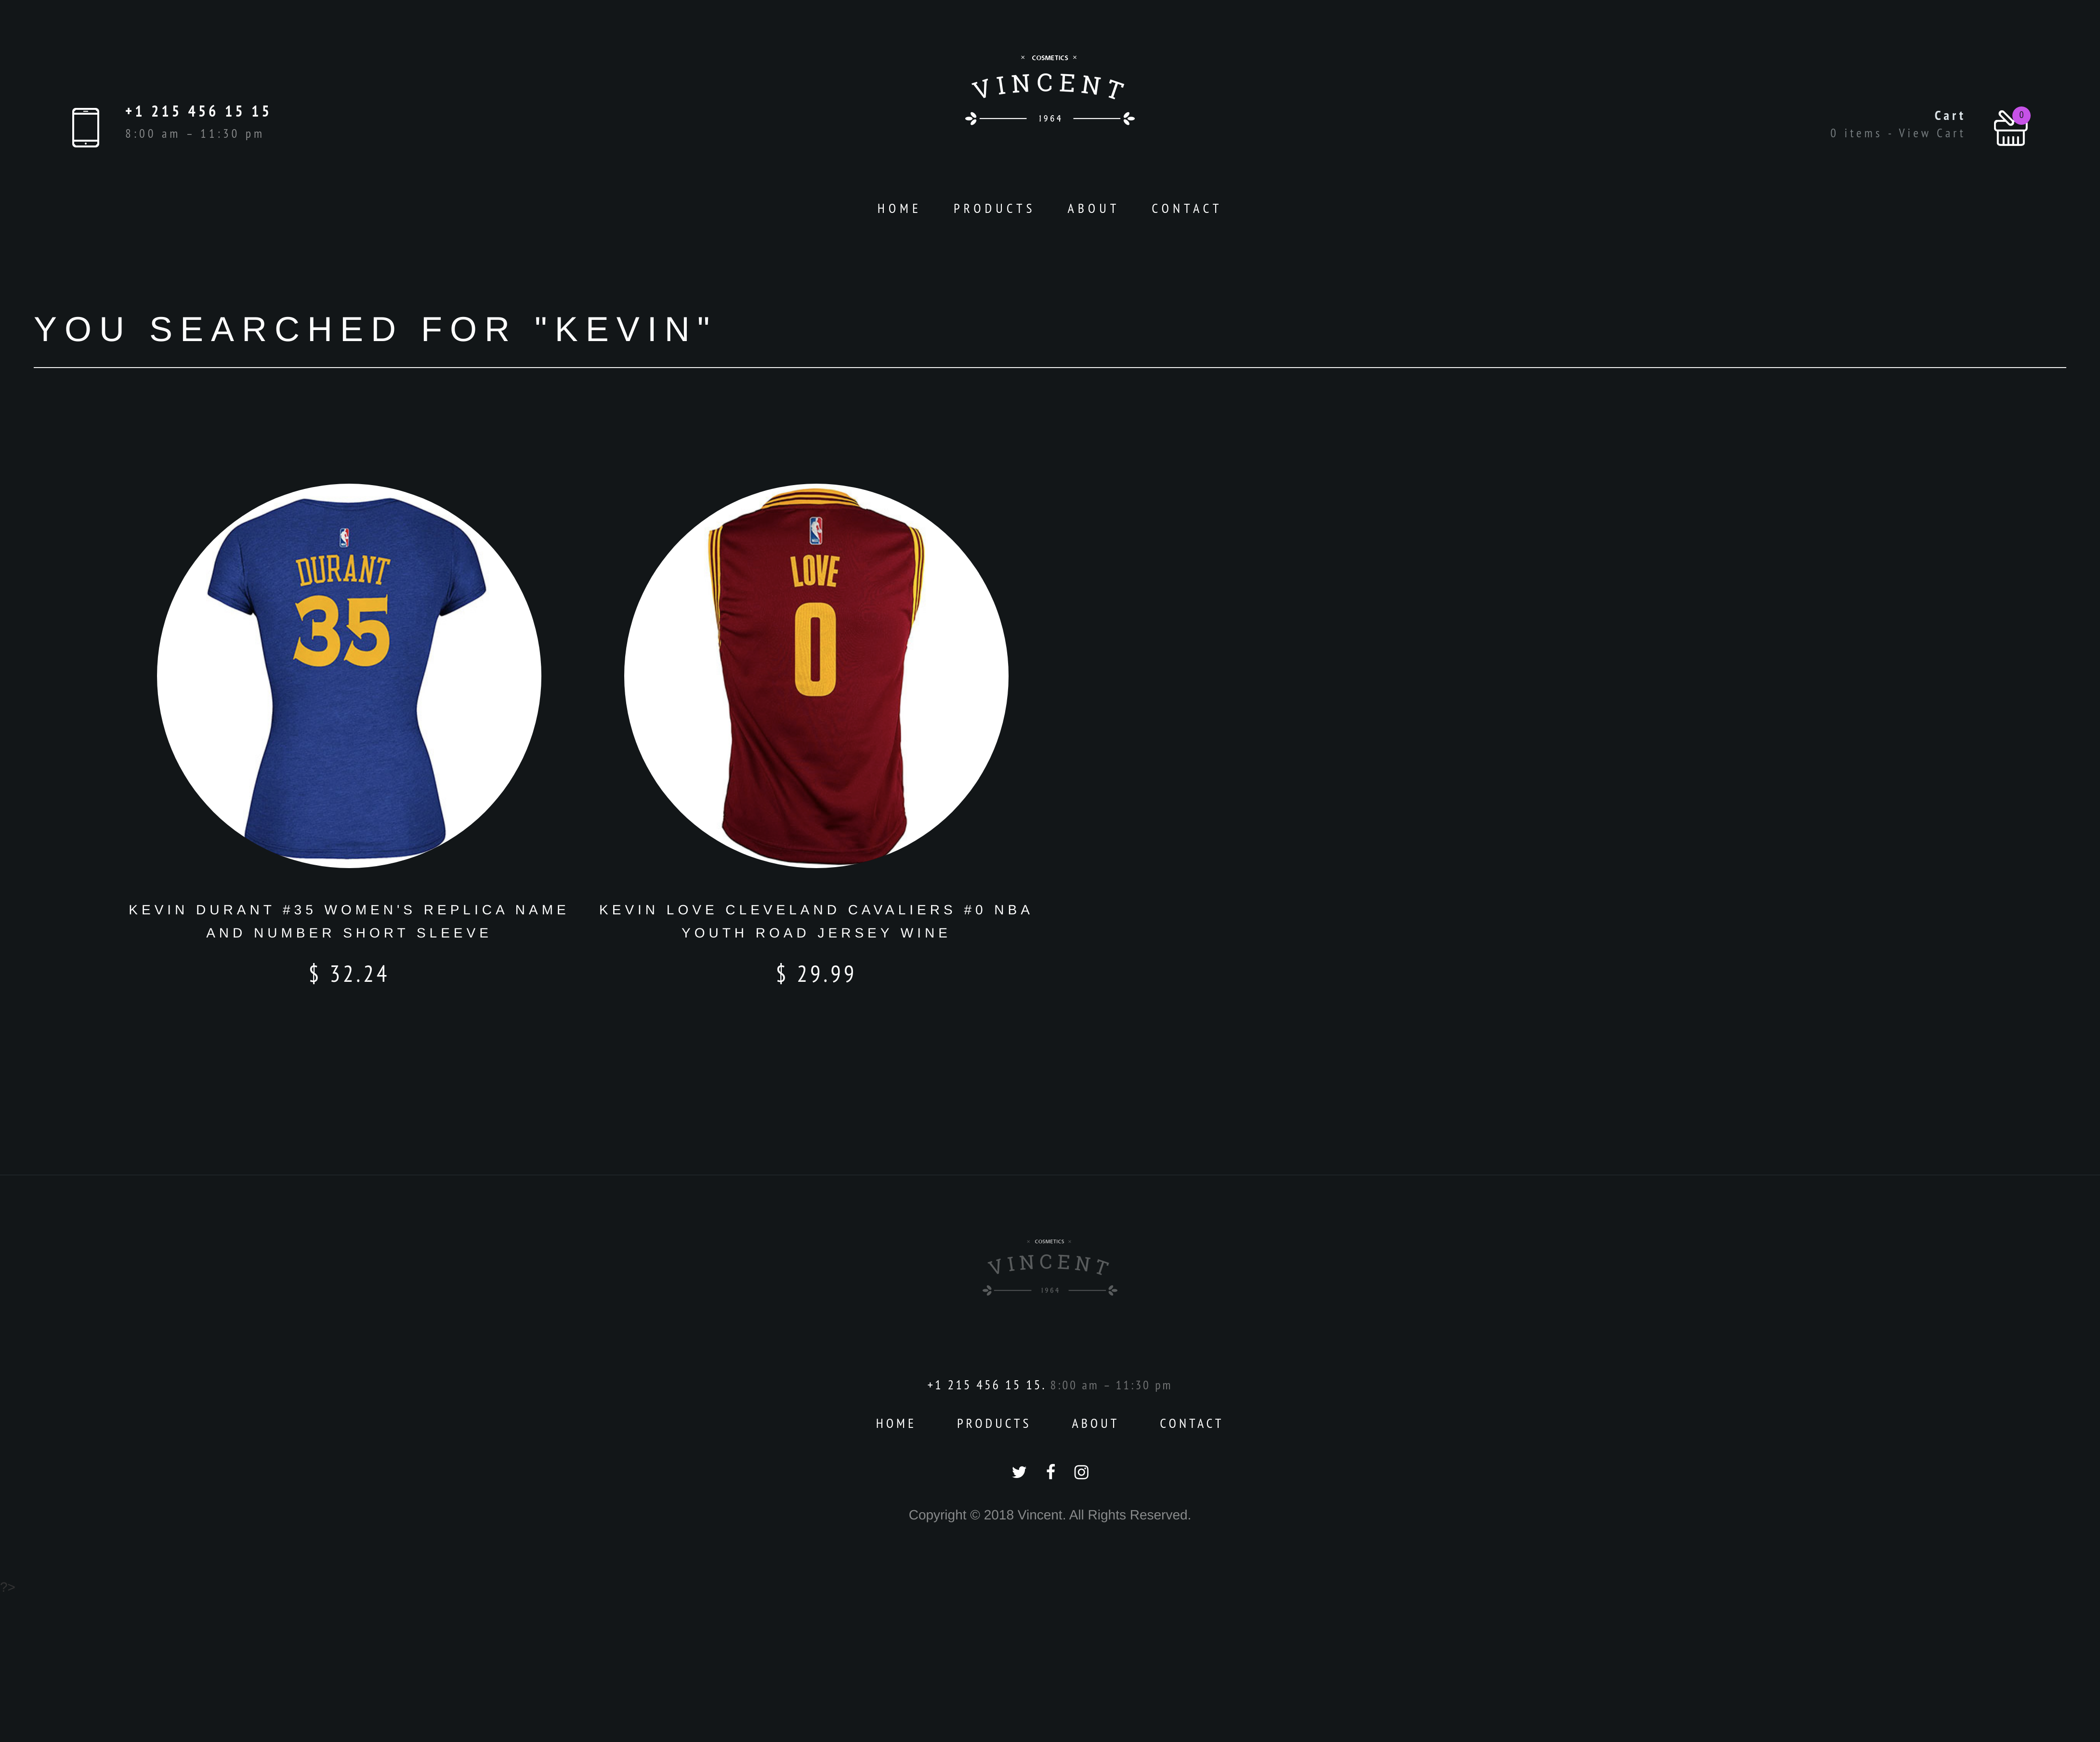 COSMETICS
VINCENT
1964
+1 215 456 15 15
8:00 am – 11:30 pm
Cart
0 items - View Cart
0
HOME PRODUCTS ABOUT CONTACT
YOU SEARCHED FOR "KEVIN"
DURANT
35
LOVE
0
KEVIN DURANT #35 WOMEN'S REPLICA NAME
AND NUMBER SHORT SLEEVE
$ 32.24
KEVIN LOVE CLEVELAND CAVALIERS #0 NBA
YOUTH ROAD JERSEY WINE
$ 29.99
COSMETICS
VINCENT
1964
+1 215 456 15 15. 8:00 am – 11:30 pm
HOME PRODUCTS ABOUT CONTACT
Copyright © 2018 Vincent. All Rights Reserved.
?>